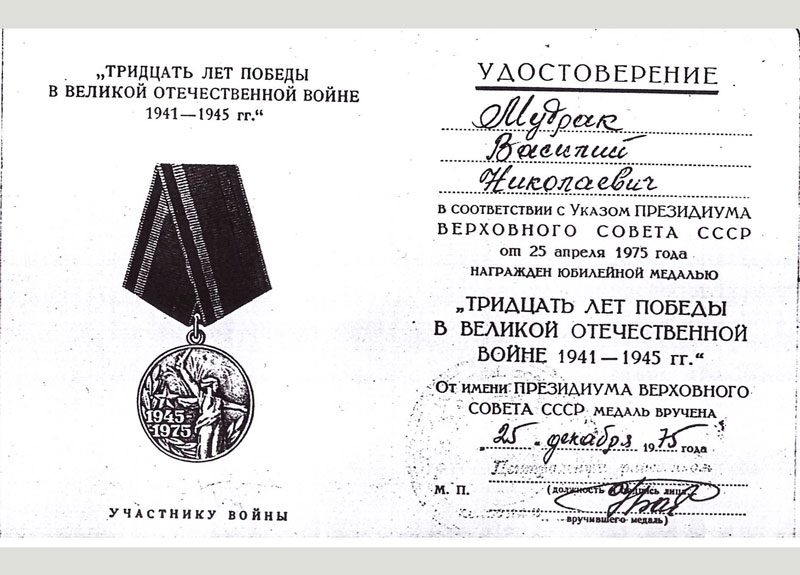 „ТРИДЦАТЬ ЛЕТ ПОБЕДЫ
В ВЕЛИКОЙ ОТЕЧЕСТВЕННОЙ ВОЙНЕ
1941—1945 гг.“
1945
1975
УЧАСТНИКУ ВОЙНЫ
УДОСТОВЕРЕНИЕ
Мудрак
Василий
Николаевич
В СООТВЕТСТВИИ С УКАЗОМ ПРЕЗИДИУМА
ВЕРХОВНОГО СОВЕТА СССР
от 25 апреля 1975 года
НАГРАЖДЕН ЮБИЛЕЙНОЙ МЕДАЛЬЮ
„ТРИДЦАТЬ ЛЕТ ПОБЕДЫ
В ВЕЛИКОЙ ОТЕЧЕСТВЕННОЙ
ВОЙНЕ 1941—1945 гг.“
От имени ПРЕЗИДИУМА ВЕРХОВНОГО
СОВЕТА СССР МЕДАЛЬ ВРУЧЕНА
„25“ декабря 1975 года
М. П.
(должность и подпись лица,
вручившего медаль)